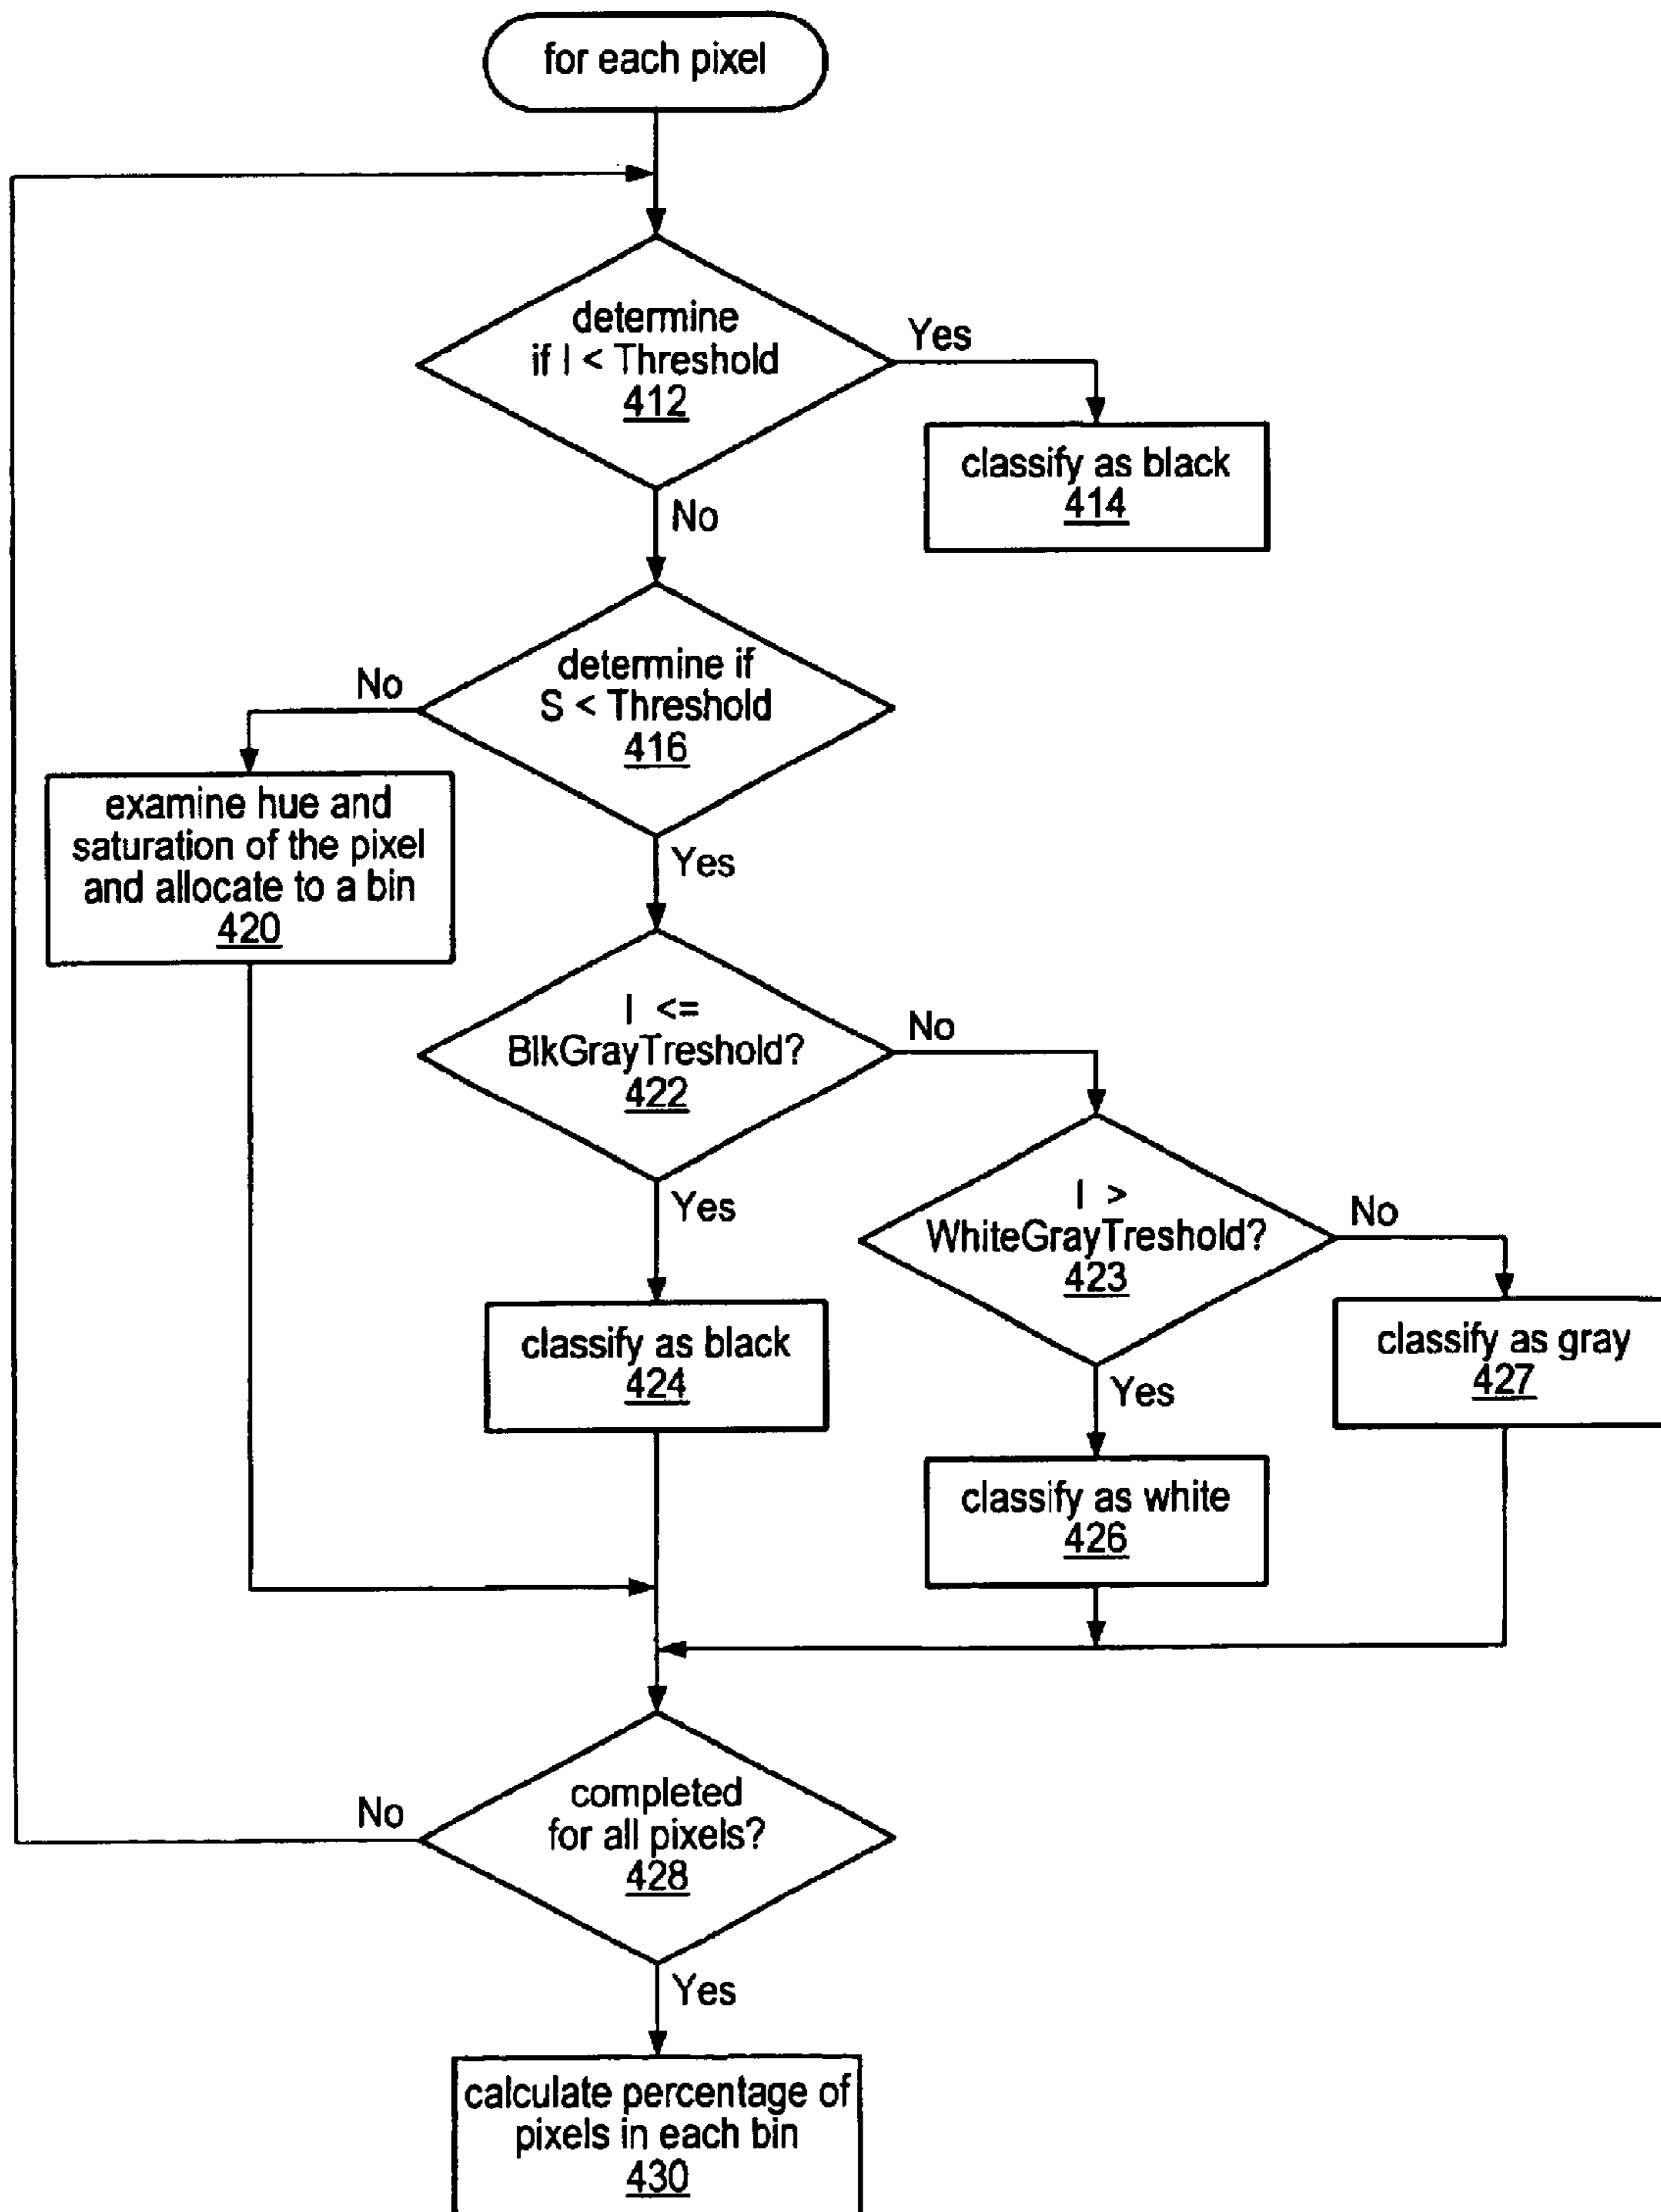 for each pixel
determine
if I < Threshold
412
Yes
classify as black
414
No
determine if
S < Threshold
416
No
examine hue and
saturation of the pixel
and allocate to a bin
420
Yes
I <=
BlkGrayTreshold?
422
No
I >
WhiteGrayTreshold?
423
No
Yes
classify as black
424
classify as gray
427
Yes
classify as white
426
completed
for all pixels?
428
No
Yes
calculate percentage of
pixels in each bin
430